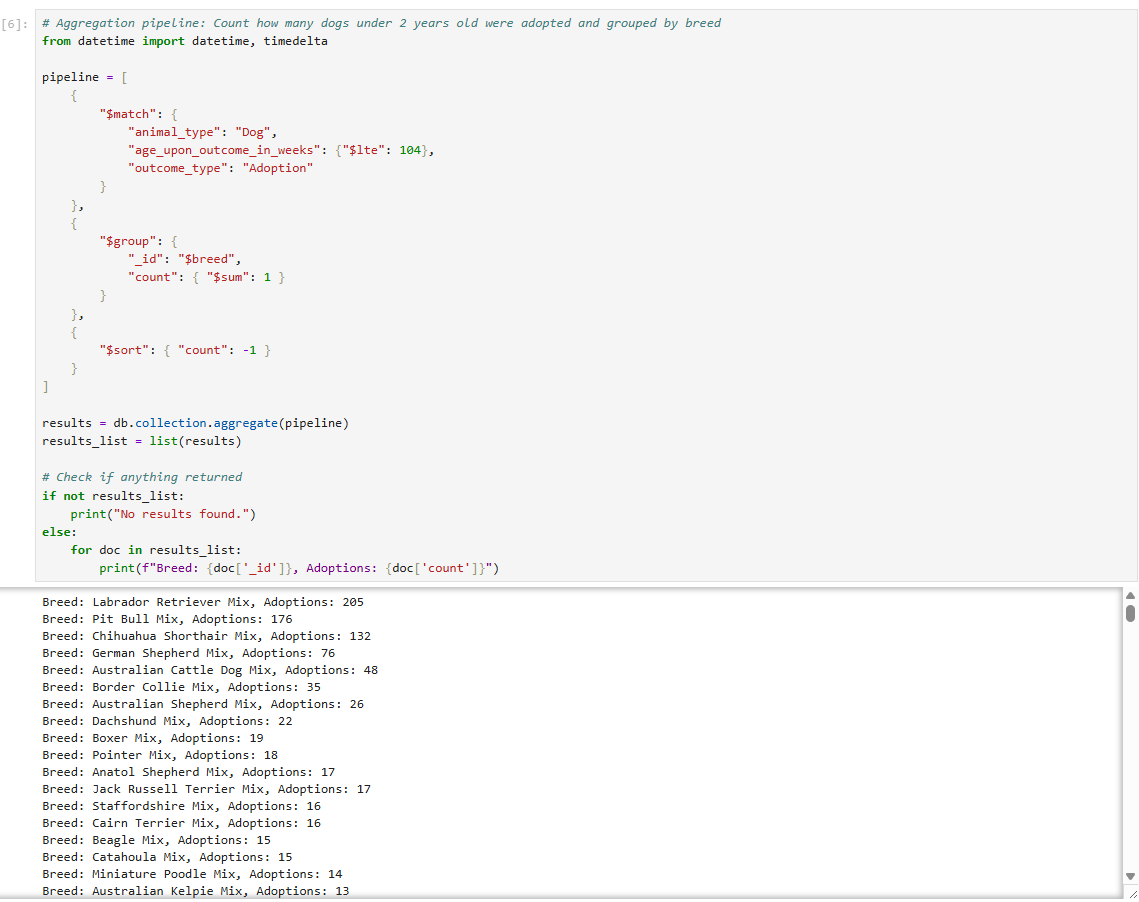 [6]:
# Aggregation pipeline: Count how many dogs under 2 years old were adopted and grouped by breed
from datetime import datetime, timedelta

pipeline = [
    {
        "$match": {
            "animal_type": "Dog",
            "age_upon_outcome_in_weeks": {"$lte": 104},
            "outcome_type": "Adoption"
        }
    },
    {
        "$group": {
            "_id": "$breed",
            "count": { "$sum": 1 }
        }
    },
    {
        "$sort": { "count": -1 }
    }
]

results = db.collection.aggregate(pipeline)
results_list = list(results)

# Check if anything returned
if not results_list:
    print("No results found.")
else:
    for doc in results_list:
        print(f"Breed: {doc['_id']}, Adoptions: {doc['count']}")
Breed: Labrador Retriever Mix, Adoptions: 205
Breed: Pit Bull Mix, Adoptions: 176
Breed: Chihuahua Shorthair Mix, Adoptions: 132
Breed: German Shepherd Mix, Adoptions: 76
Breed: Australian Cattle Dog Mix, Adoptions: 48
Breed: Border Collie Mix, Adoptions: 35
Breed: Australian Shepherd Mix, Adoptions: 26
Breed: Dachshund Mix, Adoptions: 22
Breed: Boxer Mix, Adoptions: 19
Breed: Pointer Mix, Adoptions: 18
Breed: Anatol Shepherd Mix, Adoptions: 17
Breed: Jack Russell Terrier Mix, Adoptions: 17
Breed: Staffordshire Mix, Adoptions: 16
Breed: Cairn Terrier Mix, Adoptions: 16
Breed: Beagle Mix, Adoptions: 15
Breed: Catahoula Mix, Adoptions: 15
Breed: Miniature Poodle Mix, Adoptions: 14
Breed: Australian Kelpie Mix, Adoptions: 13